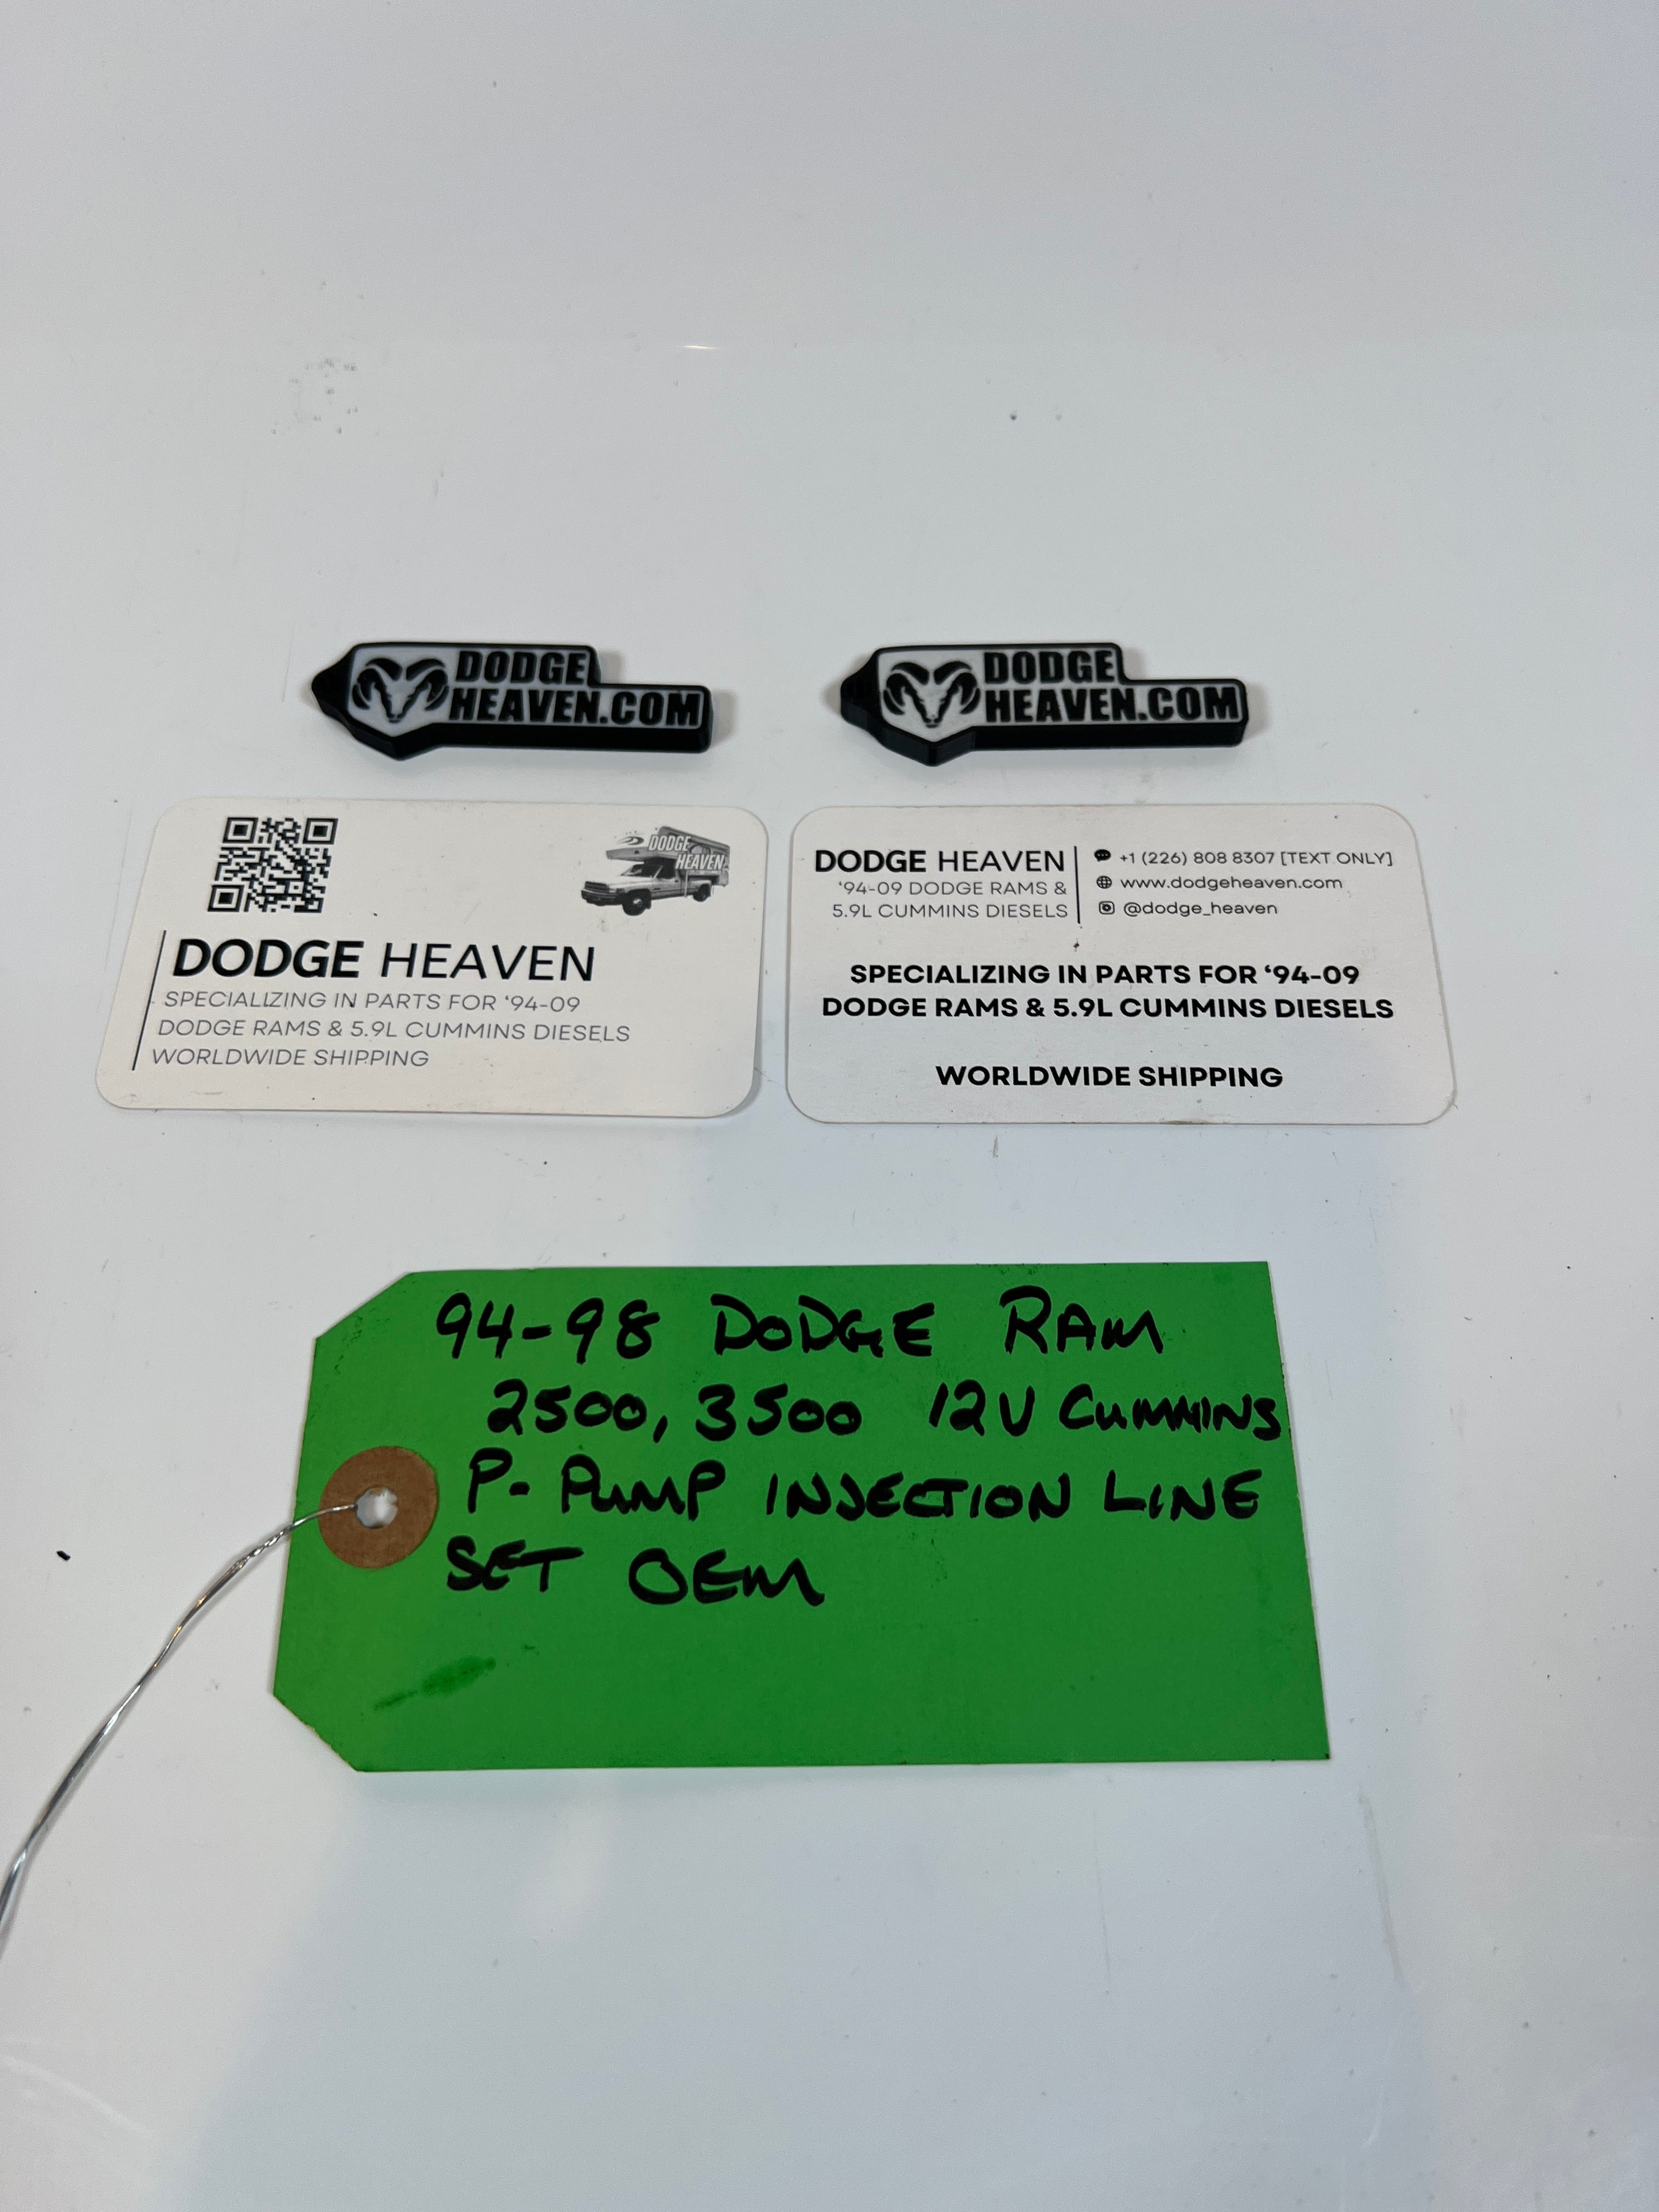 DODGE
HEAVEN.COM
DODGE
HEAVEN.COM
DODGE
HEAVEN
DODGE HEAVEN
SPECIALIZING IN PARTS FOR ‘94-09
DODGE RAMS & 5.9L CUMMINS DIESELS
WORLDWIDE SHIPPING
DODGE HEAVEN
‘94-09 DODGE RAMS &
5.9L CUMMINS DIESELS
+1 (226) 808 8307 [TEXT ONLY]
www.dodgeheaven.com
@dodge_heaven
SPECIALIZING IN PARTS FOR ‘94-09
DODGE RAMS & 5.9L CUMMINS DIESELS
WORLDWIDE SHIPPING
94-98 DODGE RAM
2500, 3500 12V CUMMINS
P-PUMP INJECTION LINE
SET OEM